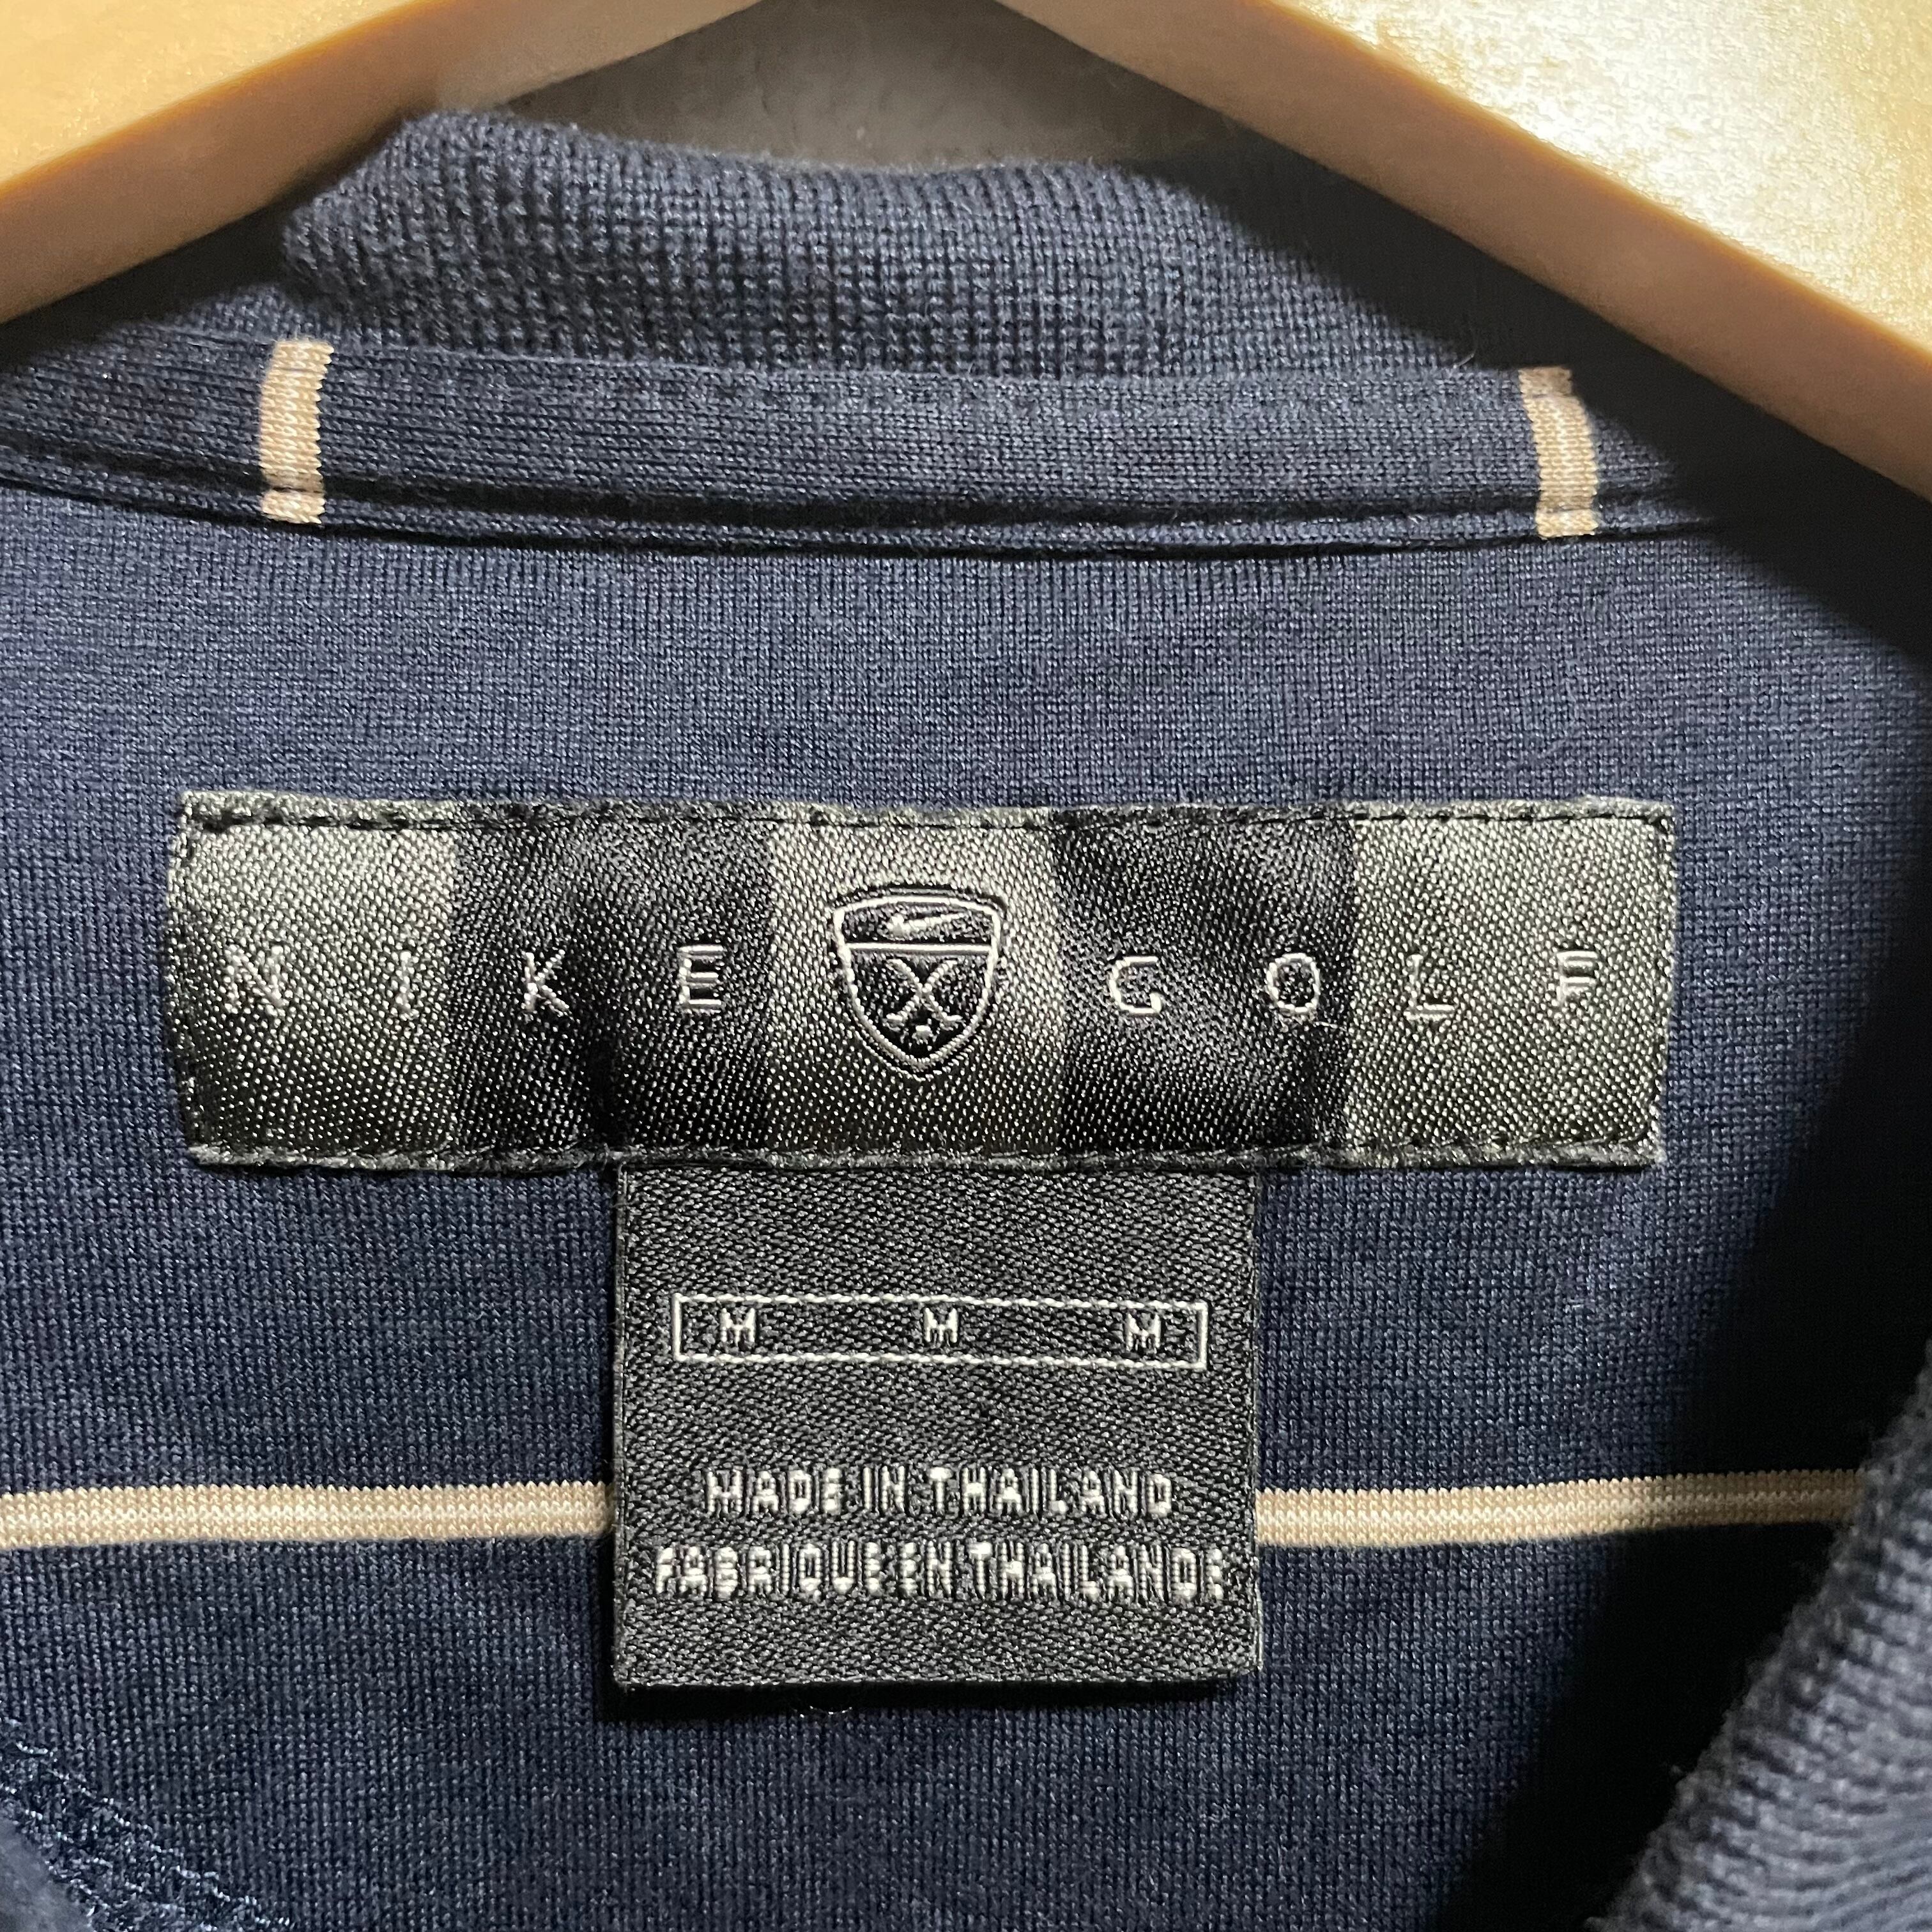 NIKE GOLF
M M M
MADE IN THAILAND
FABRIQUE EN THAILANDE